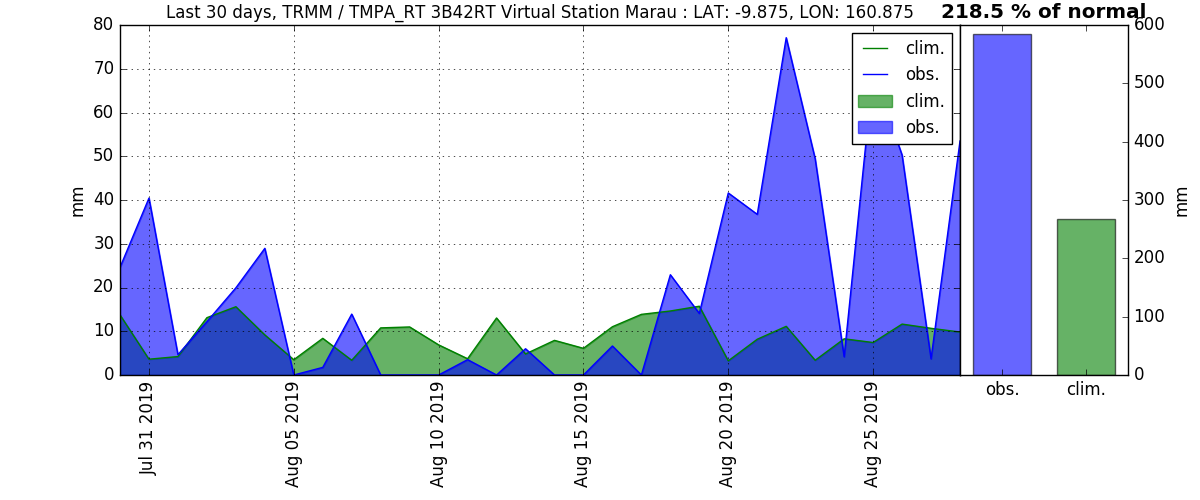 Last 30 days, TRMM / TMPA_RT 3B42RT Virtual Station Marau : LAT: -9.875, LON: 160.875
218.5 % of normal
80
70
60
50
40
30
20
10
0
mm
clim.
obs.
clim.
obs.
Jul 31 2019
Aug 05 2019
Aug 10 2019
Aug 15 2019
Aug 20 2019
Aug 25 2019
600
500
400
300
200
100
0
mm
obs.
clim.